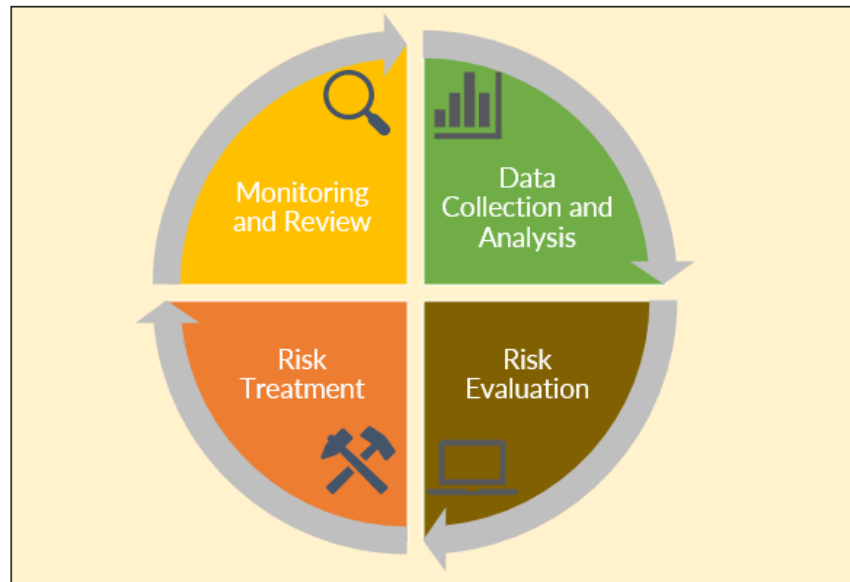 Monitoring
and Review
Data
Collection and
Analysis
Risk
Treatment
Risk
Evaluation